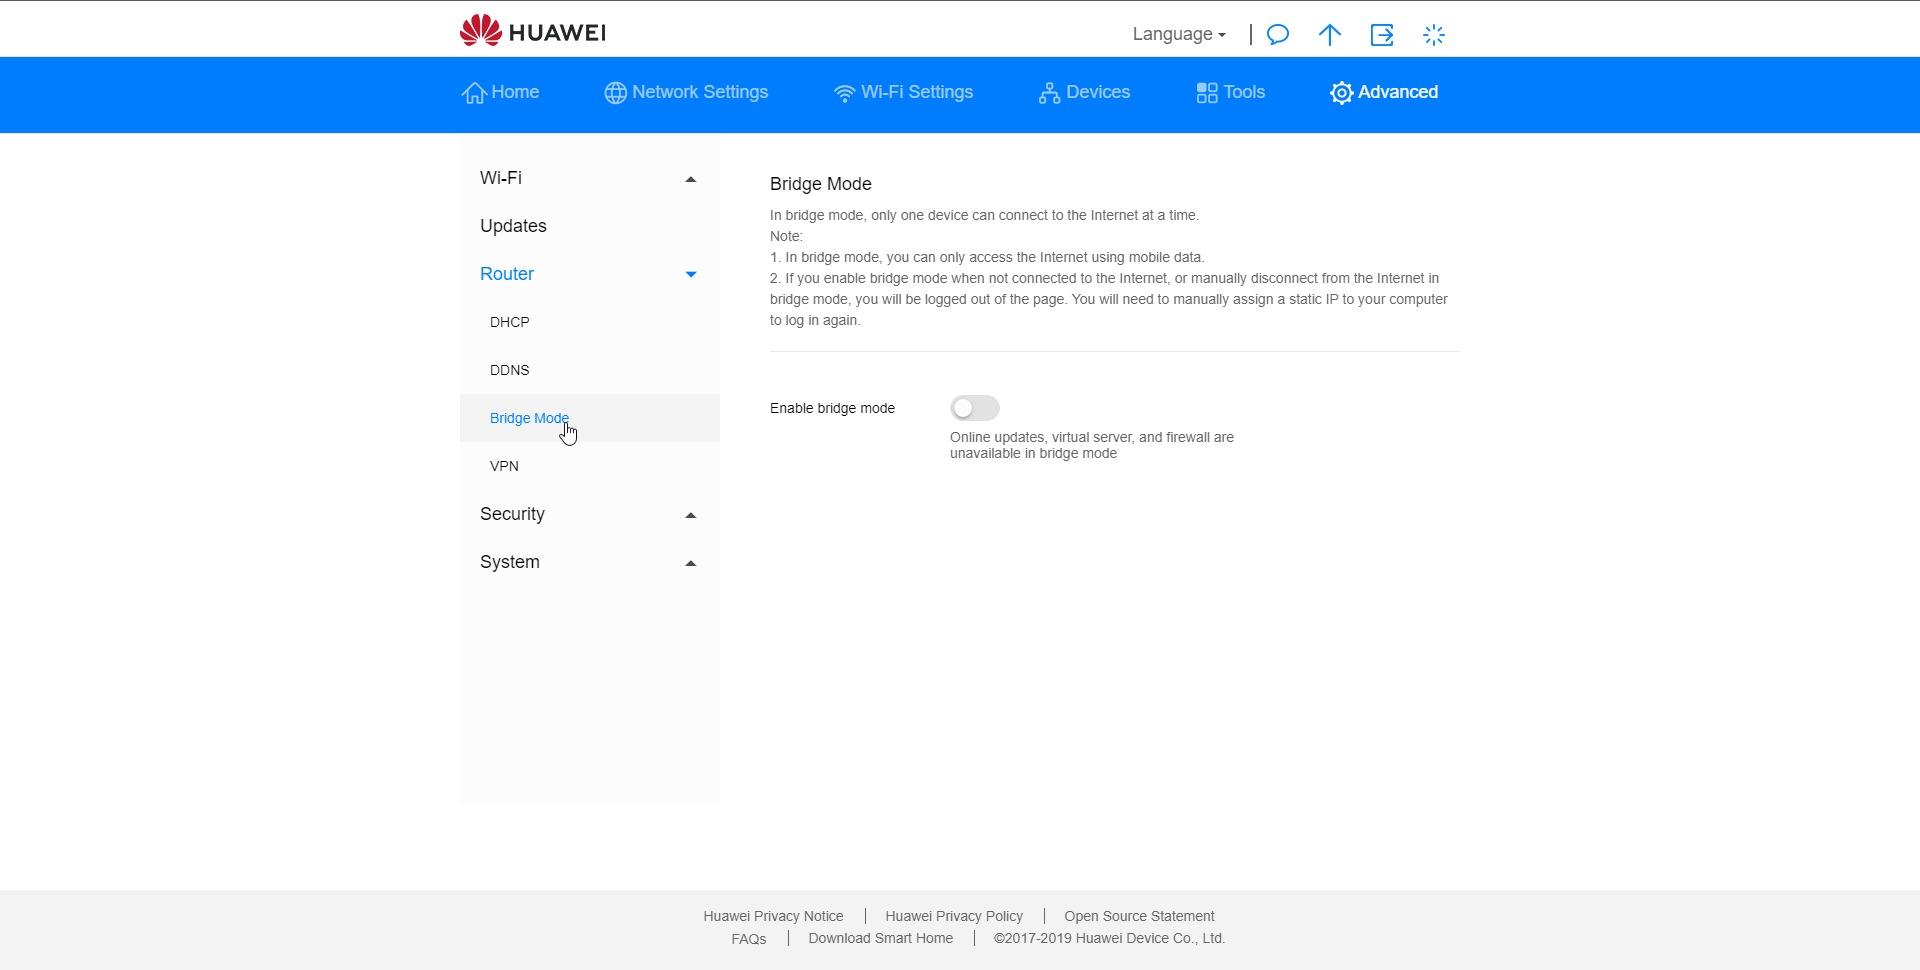 HUAWEI
Language
Home
Network Settings
Wi-Fi Settings
Devices
Tools
Advanced
Wi-Fi
Updates
Router
DHCP
DDNS
Bridge Mode
VPN
Security
System
Bridge Mode
In bridge mode, only one device can connect to the Internet at a time.
Note:
1. In bridge mode, you can only access the Internet using mobile data.
2. If you enable bridge mode when not connected to the Internet, or manually disconnect from the Internet in
bridge mode, you will be logged out of the page. You will need to manually assign a static IP to your computer
to log in again.
Enable bridge mode
Online updates, virtual server, and firewall are
unavailable in bridge mode
Huawei Privacy Notice | Huawei Privacy Policy | Open Source Statement
FAQs | Download Smart Home | ©2017-2019 Huawei Device Co., Ltd.